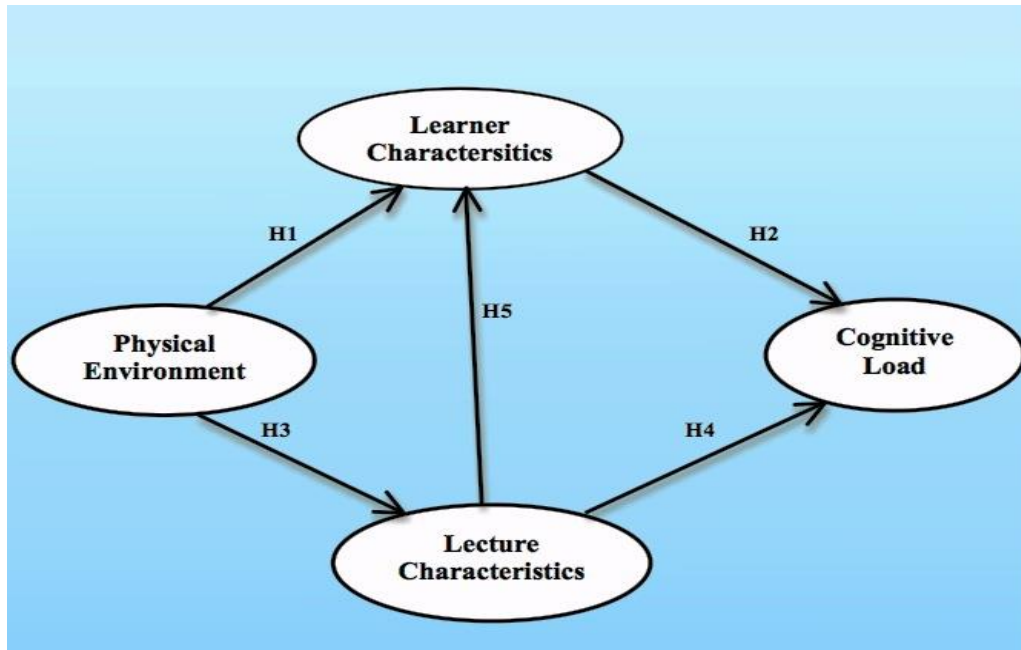 Learner
Charactersitics
H1
H2
H5
Physical
Environment
Cognitive
Load
H3
H4
Lecture
Characteristics